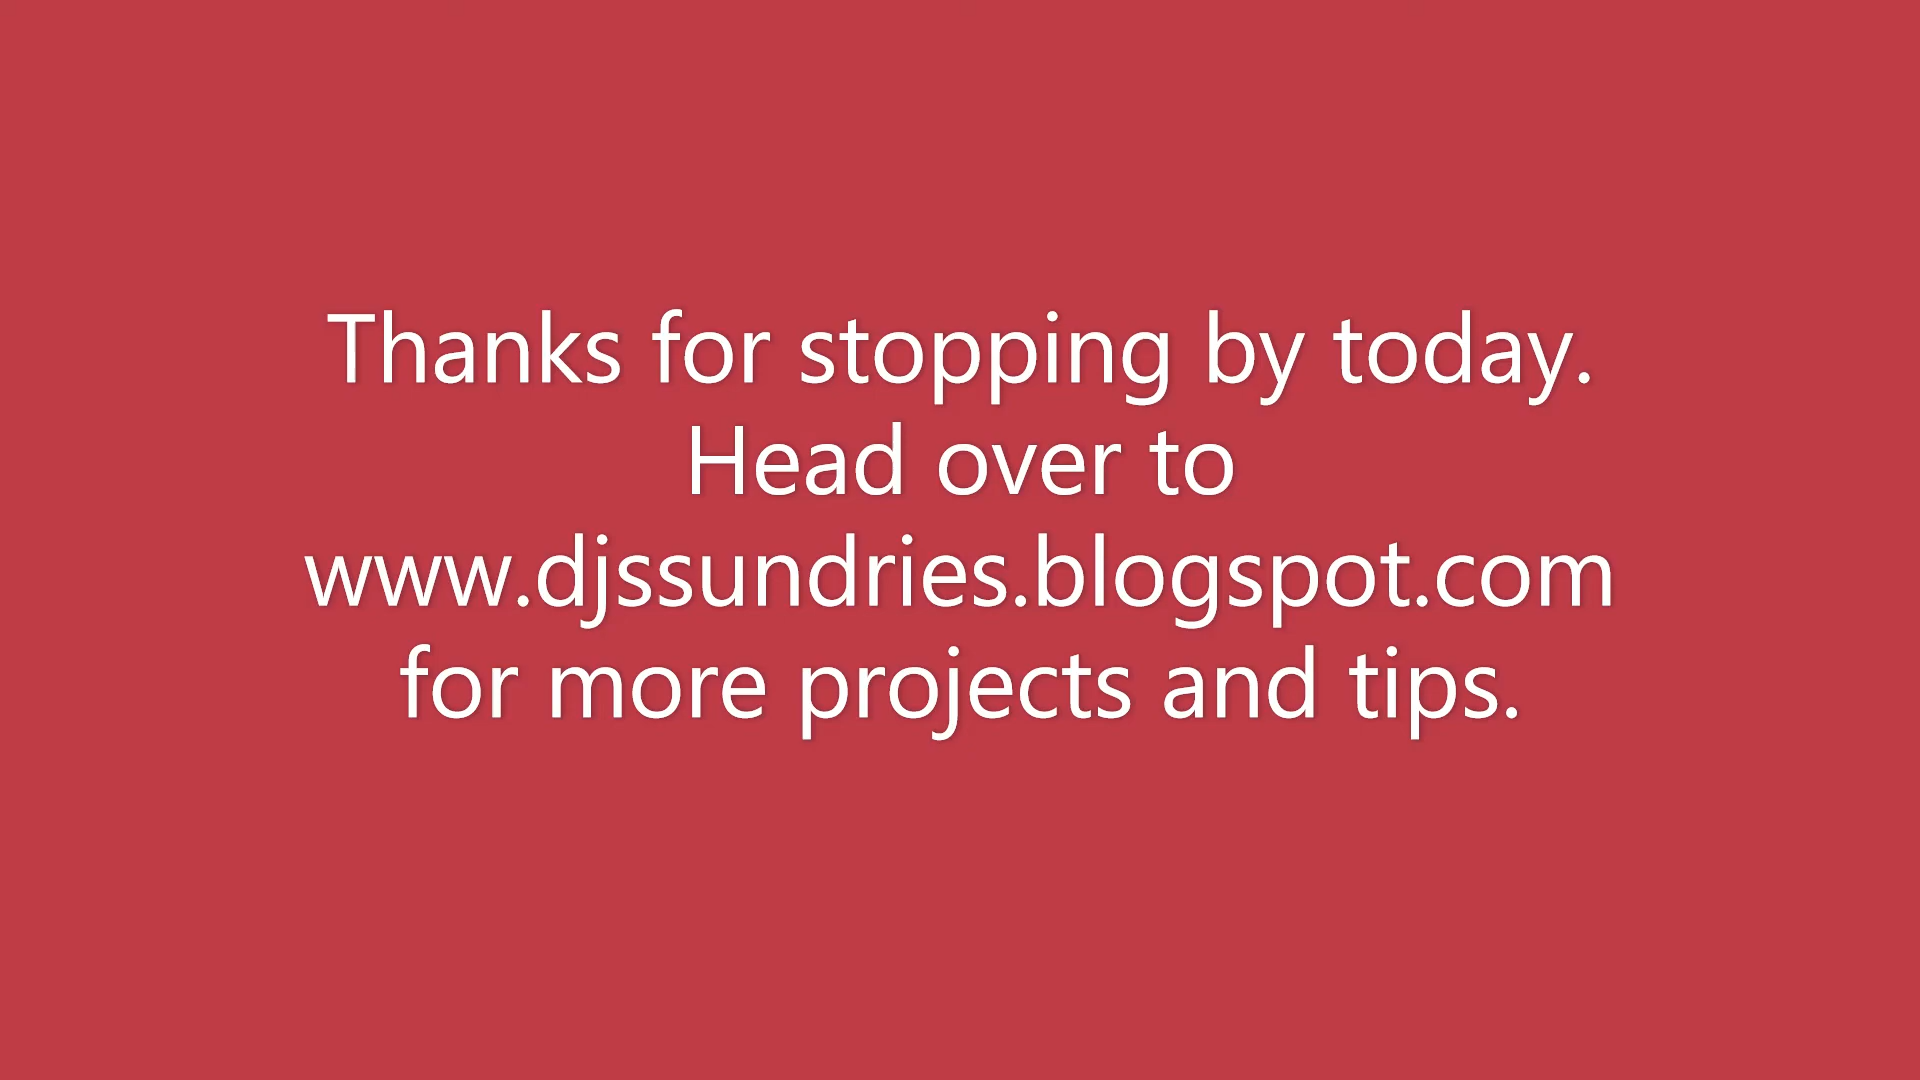 Thanks for stopping by today.
Head over to
www.djssundries.blogspot.com
for more projects and tips.